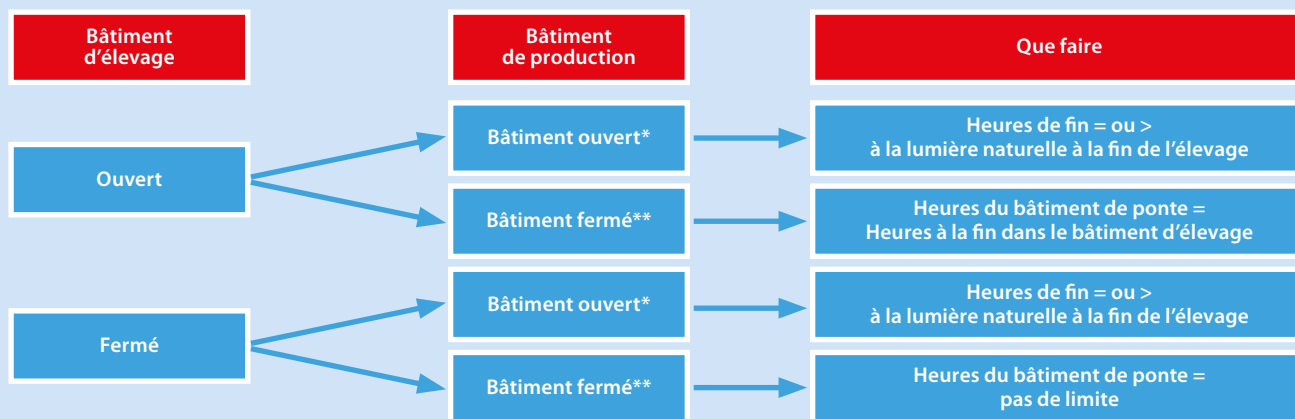 Bâtiment
d’élevage
Bâtiment
de production
Que faire
Ouvert
Bâtiment ouvert*
Heures de fin = ou >
à la lumière naturelle à la fin de l’élevage
Bâtiment fermé**
Heures du bâtiment de ponte =
Heures à la fin dans le bâtiment d’élevage
Fermé
Bâtiment ouvert*
Heures de fin = ou >
à la lumière naturelle à la fin de l’élevage
Bâtiment fermé**
Heures du bâtiment de ponte =
pas de limite